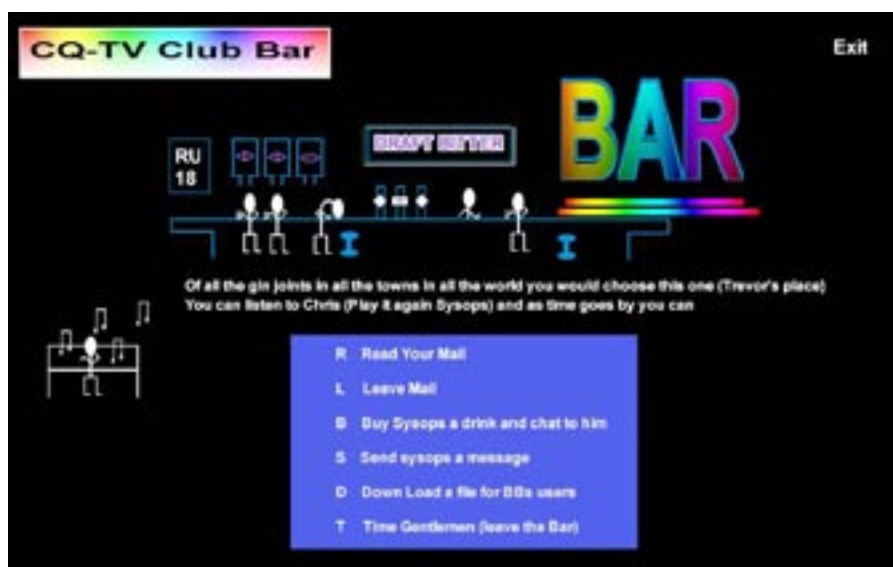 CQ-TV Club Bar
Exit
BAR
DRAFT BITTER
RU
18
Of all the gin joints in all the towns in all the world you would choose this one (Trevor's place)
You can listen to Chris (Play it again Sysops) and as time goes by you can
R Read Your Mail
L Leave Mail
B Buy Sysops a drink and chat to him
S Send sysops a message
D Down Load a file for BBs users
T Time Gentlemen (leave the Bar)